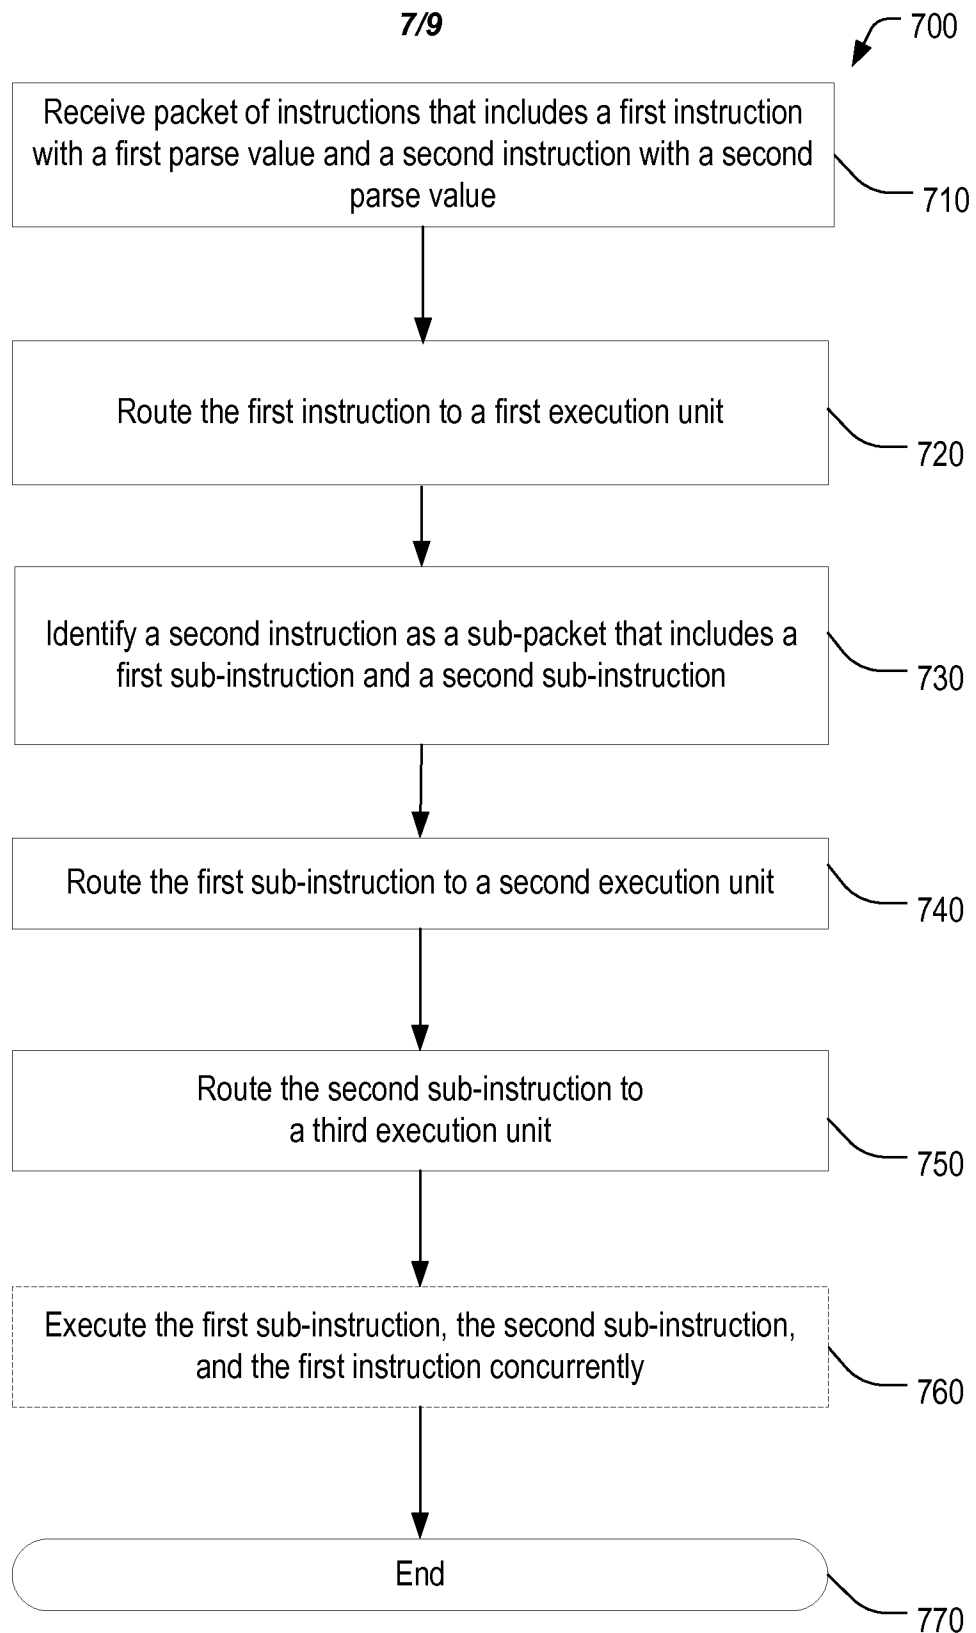 7/9
700
Receive packet of instructions that includes a first instruction
with a first parse value and a second instruction with a second
parse value
710
Route the first instruction to a first execution unit
720
Identify a second instruction as a sub-packet that includes a
first sub-instruction and a second sub-instruction
730
Route the first sub-instruction to a second execution unit
740
Route the second sub-instruction to
a third execution unit
750
Execute the first sub-instruction, the second sub-instruction,
and the first instruction concurrently
760
End
770